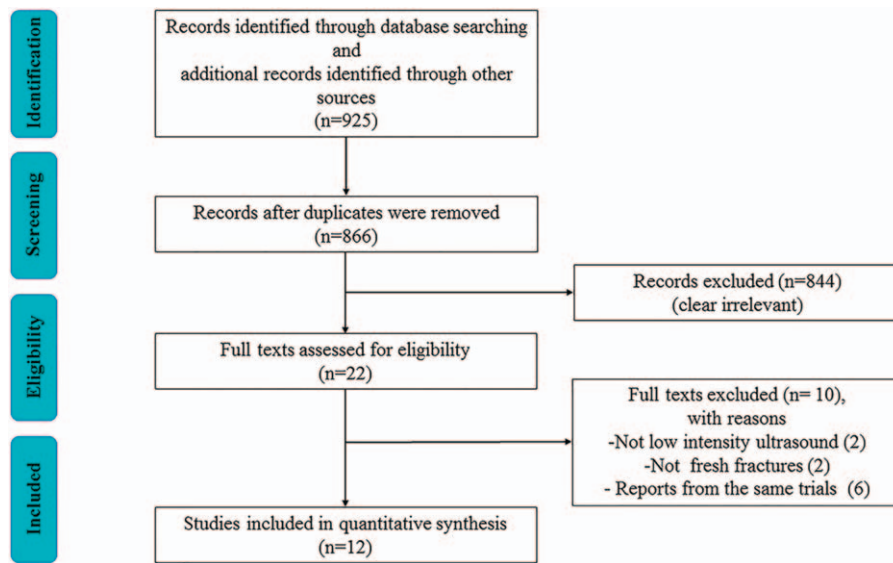 Identification
Records identified through database searching
and
additional records identified through other
sources
(n=925)
Screening
Records after duplicates were removed
(n=866)
Records excluded (n=844)
(clear irrelevant)
Eligibility
Full texts assessed for eligibility
(n=22)
Full texts excluded (n= 10),
with reasons
-Not low intensity ultrasound (2)
-Not fresh fractures (2)
- Reports from the same trials (6)
Included
Studies included in quantitative synthesis
(n=12)